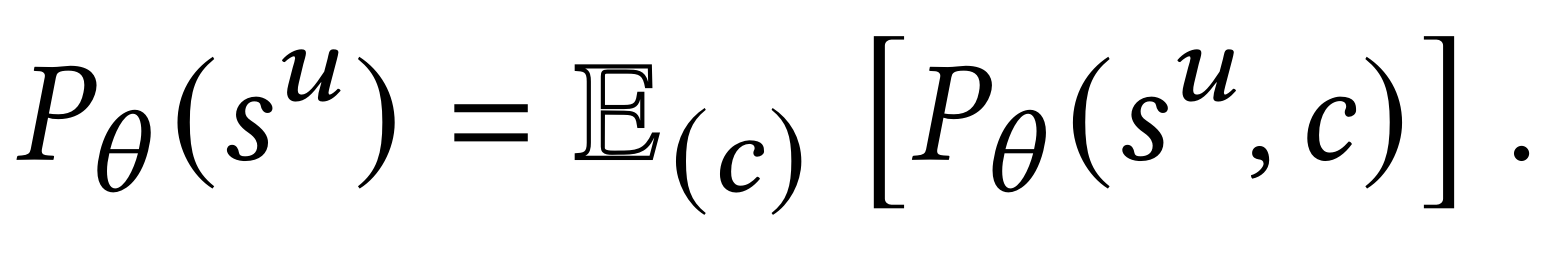 P_θ(s^u) = 𝔼_(c) [P_θ(s^u, c)] .